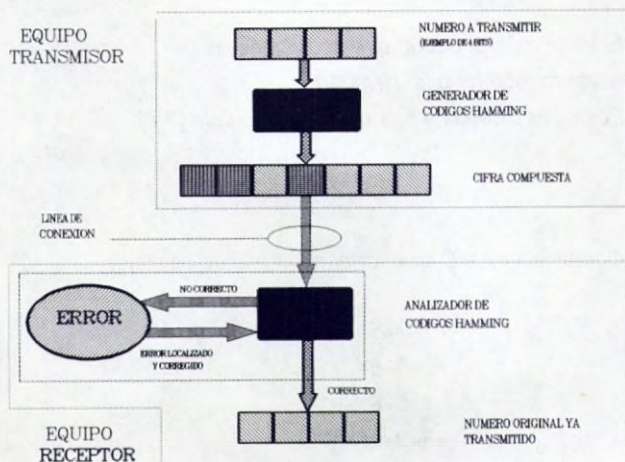 EQUIPO
TRANSMISOR
NUMERO A TRANSMITIR
(EJEMPLO DE 4 BITS)
GENERADOR DE
CODIGOS HAMMING
CIFRA COMPUESTA
LINEA DE
CONEXION
NO CORRECTO
ERROR
ERROR LOCALIZADO
Y CORREGIDO
ANALIZADOR DE
CODIGOS HAMMING
CORRECTO
NUMERO ORIGINAL YA
TRANSMITIDO
EQUIPO
RECEPTOR